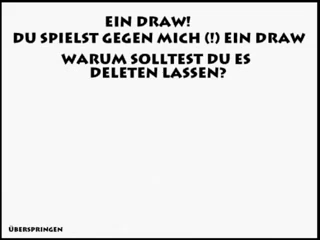 EIN DRAW!
DU SPIELST GEGEN MICH (!) EIN DRAW
WARUM SOLLTEST DU ES
DELETEN LASSEN?
ÜBERSPRINGEN